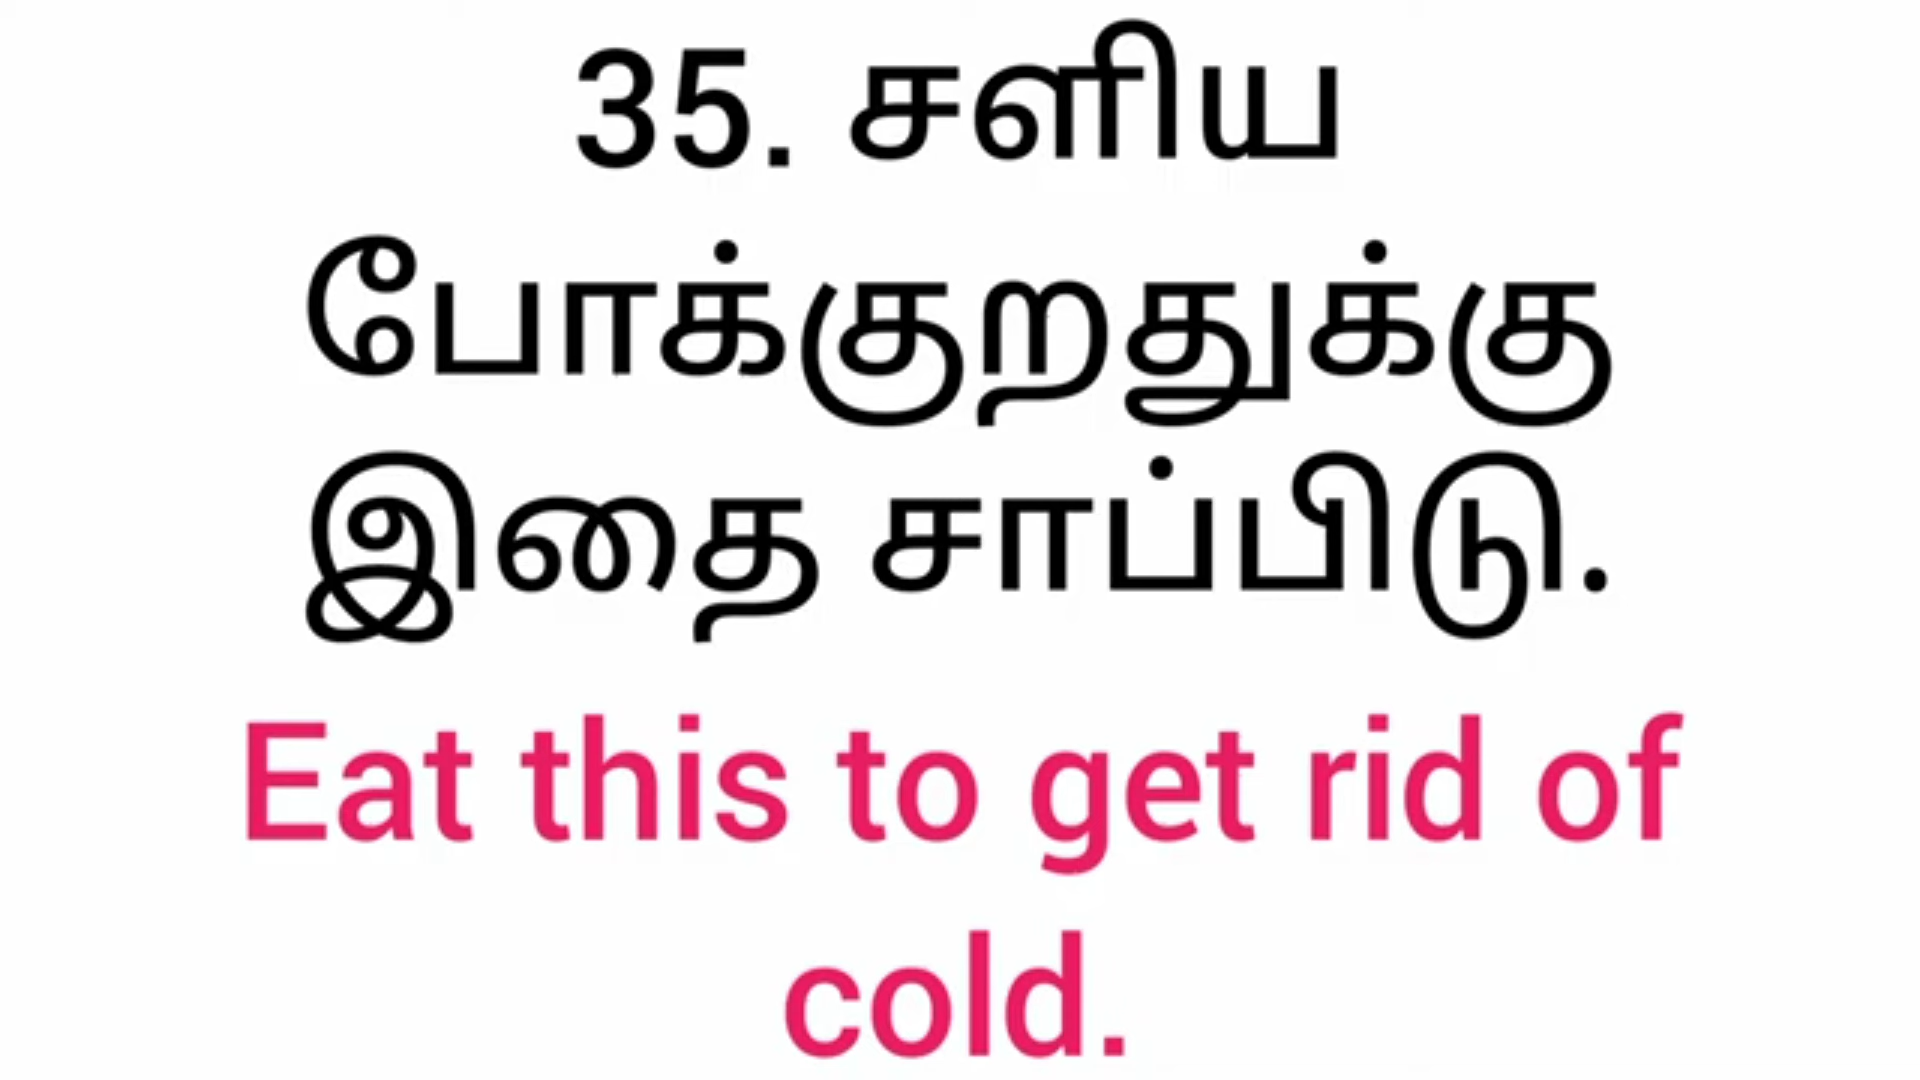 35. சளிய
போக்குறதுக்கு
இதை சாப்பிடு.
Eat this to get rid of
cold.